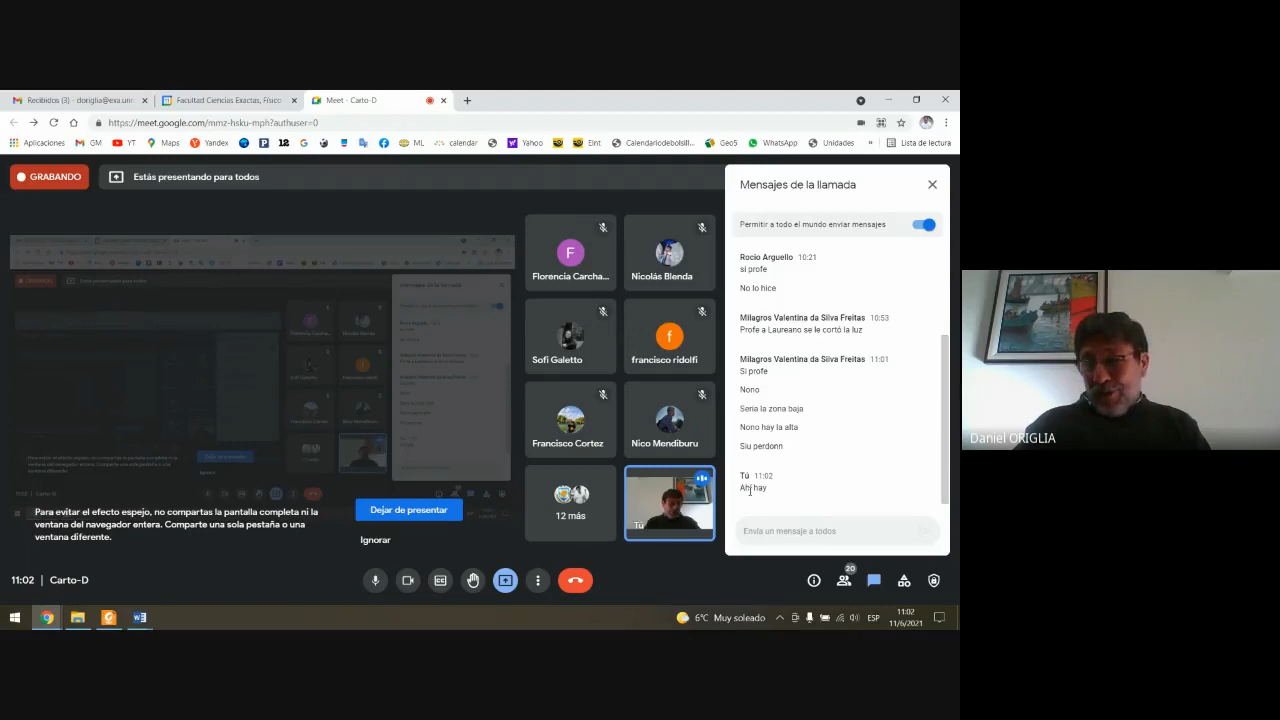 Recibidos (3) - doriglia@exa.unr
Facultad Ciencias Exactas, Físico
Meet - Carto-D
https://meet.google.com/mmz-hsku-mph?authuser=0
Aplicaciones
GM
YT
Maps
Yandex
12
ML
calendar
Yahoo
EInt
Calendariodebolsill...
Geo5
WhatsApp
Unidades
»
Lista de lectura
GRABANDO
Estás presentando para todos
Mensajes de la llamada
Permitir a todo el mundo enviar mensajes
Rocio Arguello 10:21
si profe
No lo hice
Milagros Valentina da Silva Freitas 10:53
Profe a Laureano se le cortó la luz
Milagros Valentina da Silva Freitas 11:01
Si profe
Nono
Seria la zona baja
Nono hay la alta
Siu perdonn
Tú 11:02
Ahi hay
Envía un mensaje a todos
F
Florencia Carcha...
Nicolás Blenda
Sofi Galetto
f
francisco ridolfi
Francisco Cortez
Nico Mendiburu
12 más
Tú
Para evitar el efecto espejo, no compartas la pantalla completa ni la
ventana del navegador entera. Comparte una sola pestaña o una
ventana diferente.
Dejar de presentar
Ignorar
11:02 | Carto-D
20
6°C Muy soleado
ESP
11:02
11/6/2021
Daniel ORIGLIA